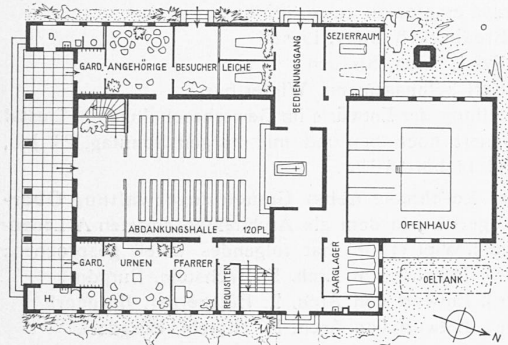 D.
GARD.
ANGEHÖRIGE
BESUCHER
LEICHE
BEDIENUNGSGANG
SEZIERRAUM
ABDANKUNGSHALLE 120PL.
OFENHAUS
GARD.
URNEN
PFARRER
REQUISITEN
SARGLAGER
OELTANK
H.
N